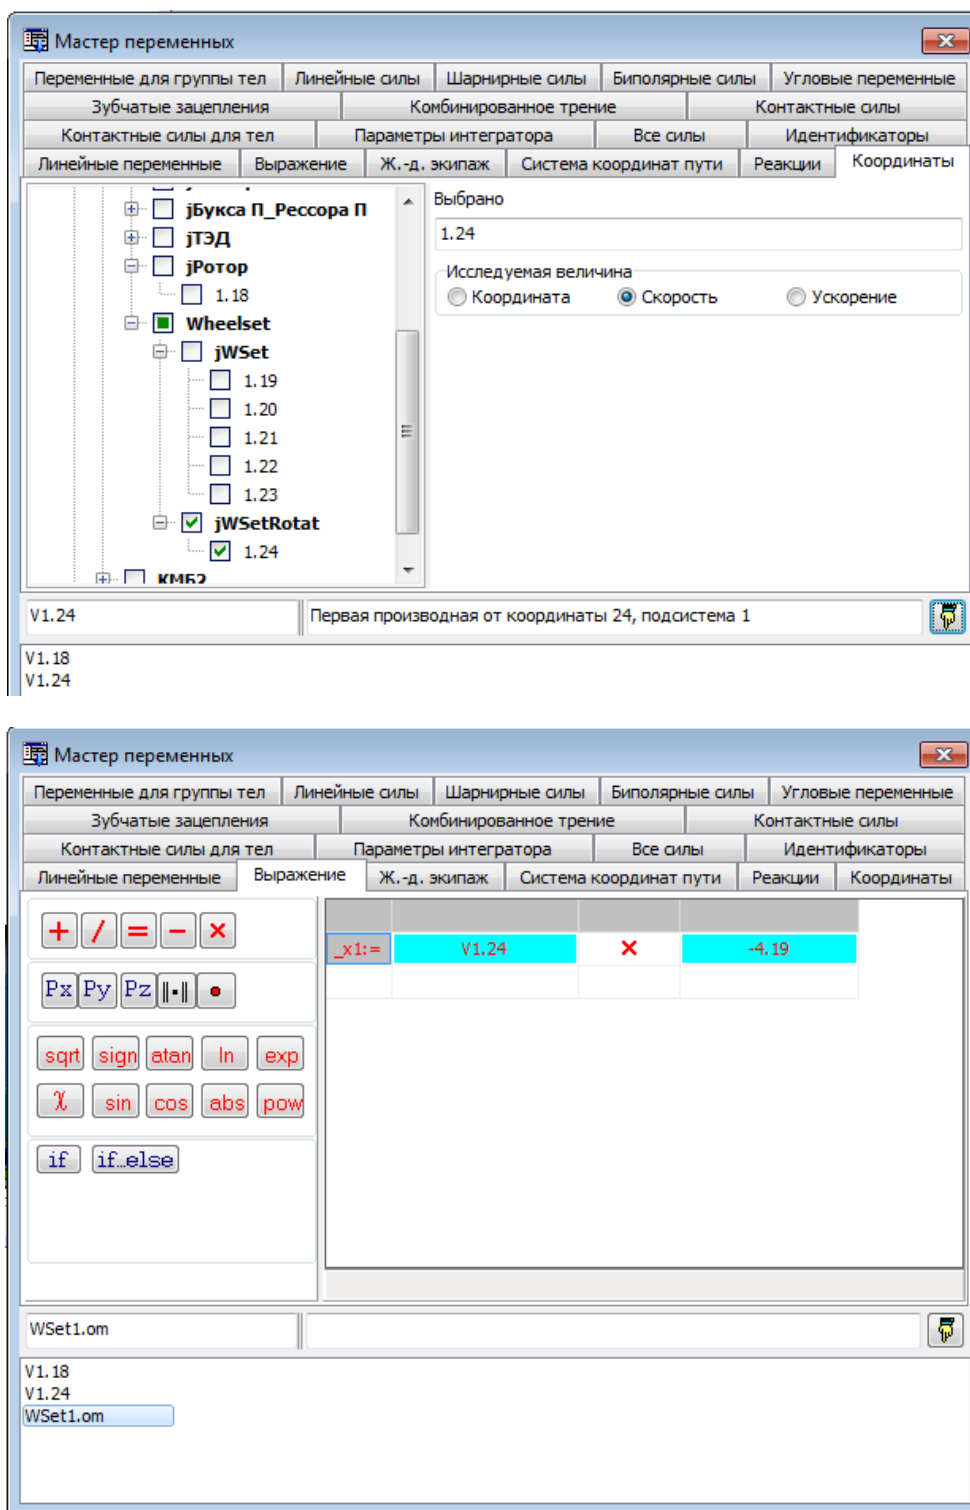 Мастер переменных
Переменные для группы тел Линейные силы Шарнирные силы Биполярные силы Угловые переменные
Зубчатые зацепления Комбинированное трение Контактные силы
Контактные силы для тел Параметры интегратора Все силы Идентификаторы
Линейные переменные Выражение Ж.-д. экипаж Система координат пути Реакции Координаты
jБукса П_Рессора П
jТЭД
jРотор
1.18
Wheelset
jWSet
1.19
1.20
1.21
1.22
1.23
jWSetRotat
1.24
КМБ2
Выбрано
1.24
Исследуемая величина
Координата Скорость Ускорение
V1.24 Первая производная от координаты 24, подсистема 1
V1.18
V1.24
Мастер переменных
Переменные для группы тел Линейные силы Шарнирные силы Биполярные силы Угловые переменные
Зубчатые зацепления Комбинированное трение Контактные силы
Контактные силы для тел Параметры интегратора Все силы Идентификаторы
Линейные переменные Выражение Ж.-д. экипаж Система координат пути Реакции Координаты
+ / = − ×
Px Py Pz ||•|| •
sqrt sign atan ln exp
χ sin cos abs pow
if if…else
_x1:= V1.24 × -4.19
WSet1.om
V1.18
V1.24
WSet1.om